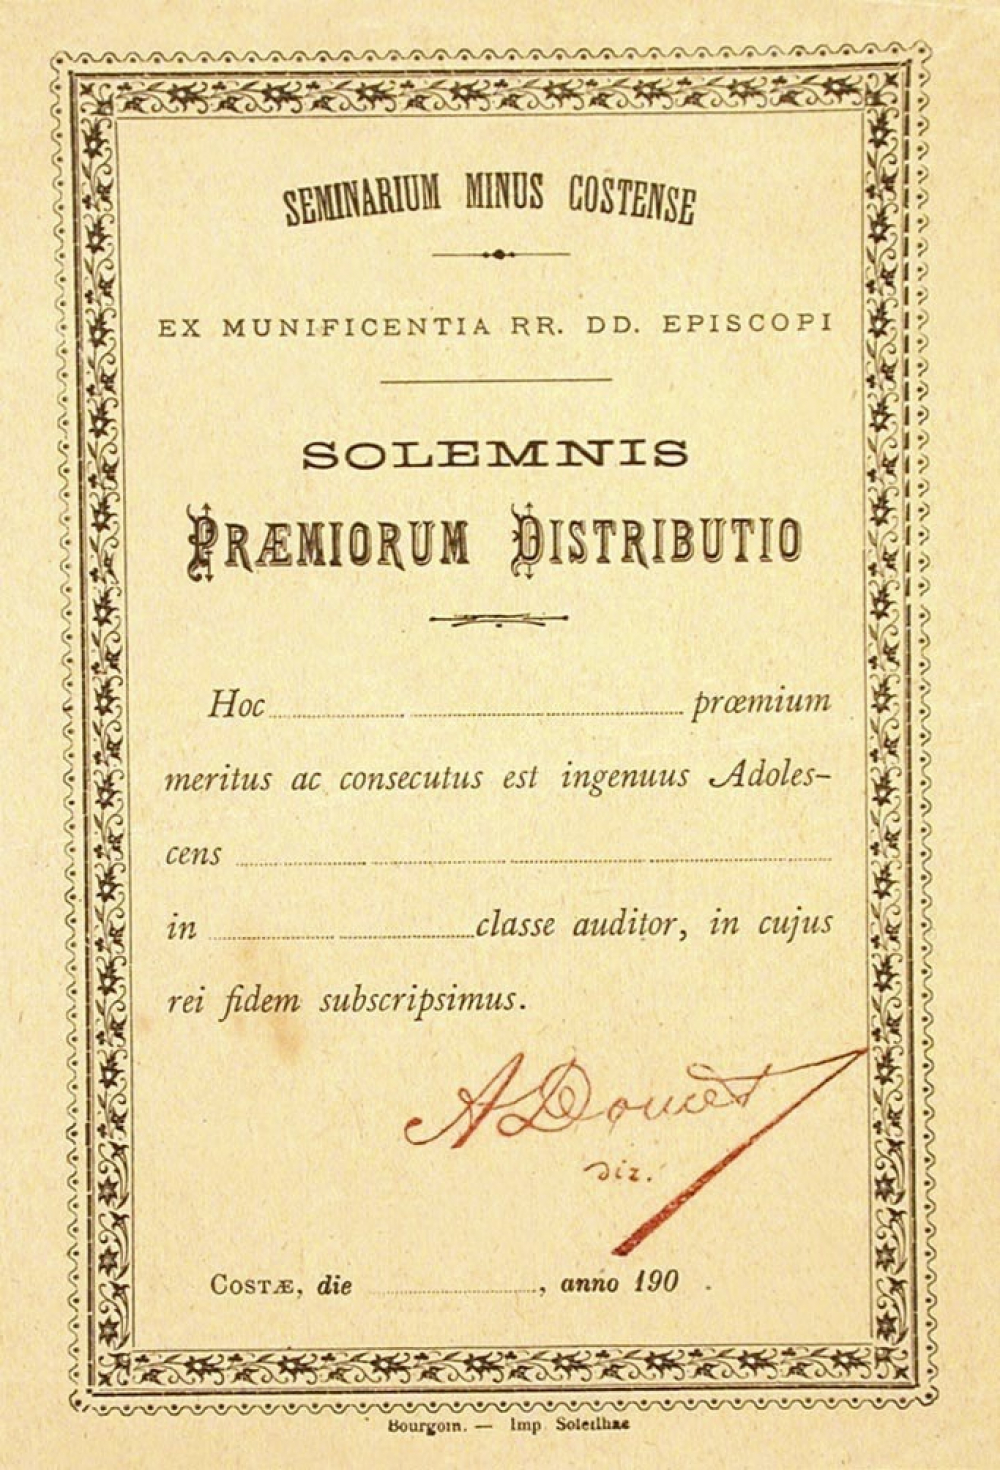 SEMINARIUM MINUS COSTENSE
EX MUNIFICENTIA RR. DD. EPISCOPI
SOLEMNIS
PRÆMIORUM DISTRIBUTIO
Hoc præmium
meritus ac consecutus est ingenuus Adoles-
cens
in classe auditor, in cujus
rei fidem subscripsimus.
A Doucet
dir.
COSTÆ, die , anno 190 .
Bourgoin. — Imp Soleilhac